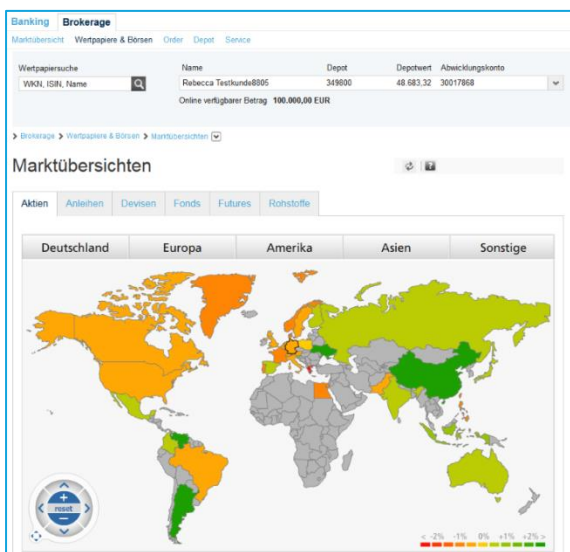 Banking Brokerage
Marktübersicht Wertpapiere & Börsen Order Depot Service
Wertpapiersuche Name Depot Depotwert Abwicklungskonto
WKN, ISIN, Name Rebecca Testkunde8805 349800 48.683,32 30017868
Online verfügbarer Betrag 100.000,00 EUR
Brokerage Wertpapiere & Börsen Marktübersichten
Marktübersichten
Aktien Anleihen Devisen Fonds Futures Rohstoffe
Deutschland Europa Amerika Asien Sonstige
reset
< -2% -1% 0% +1% +2% >